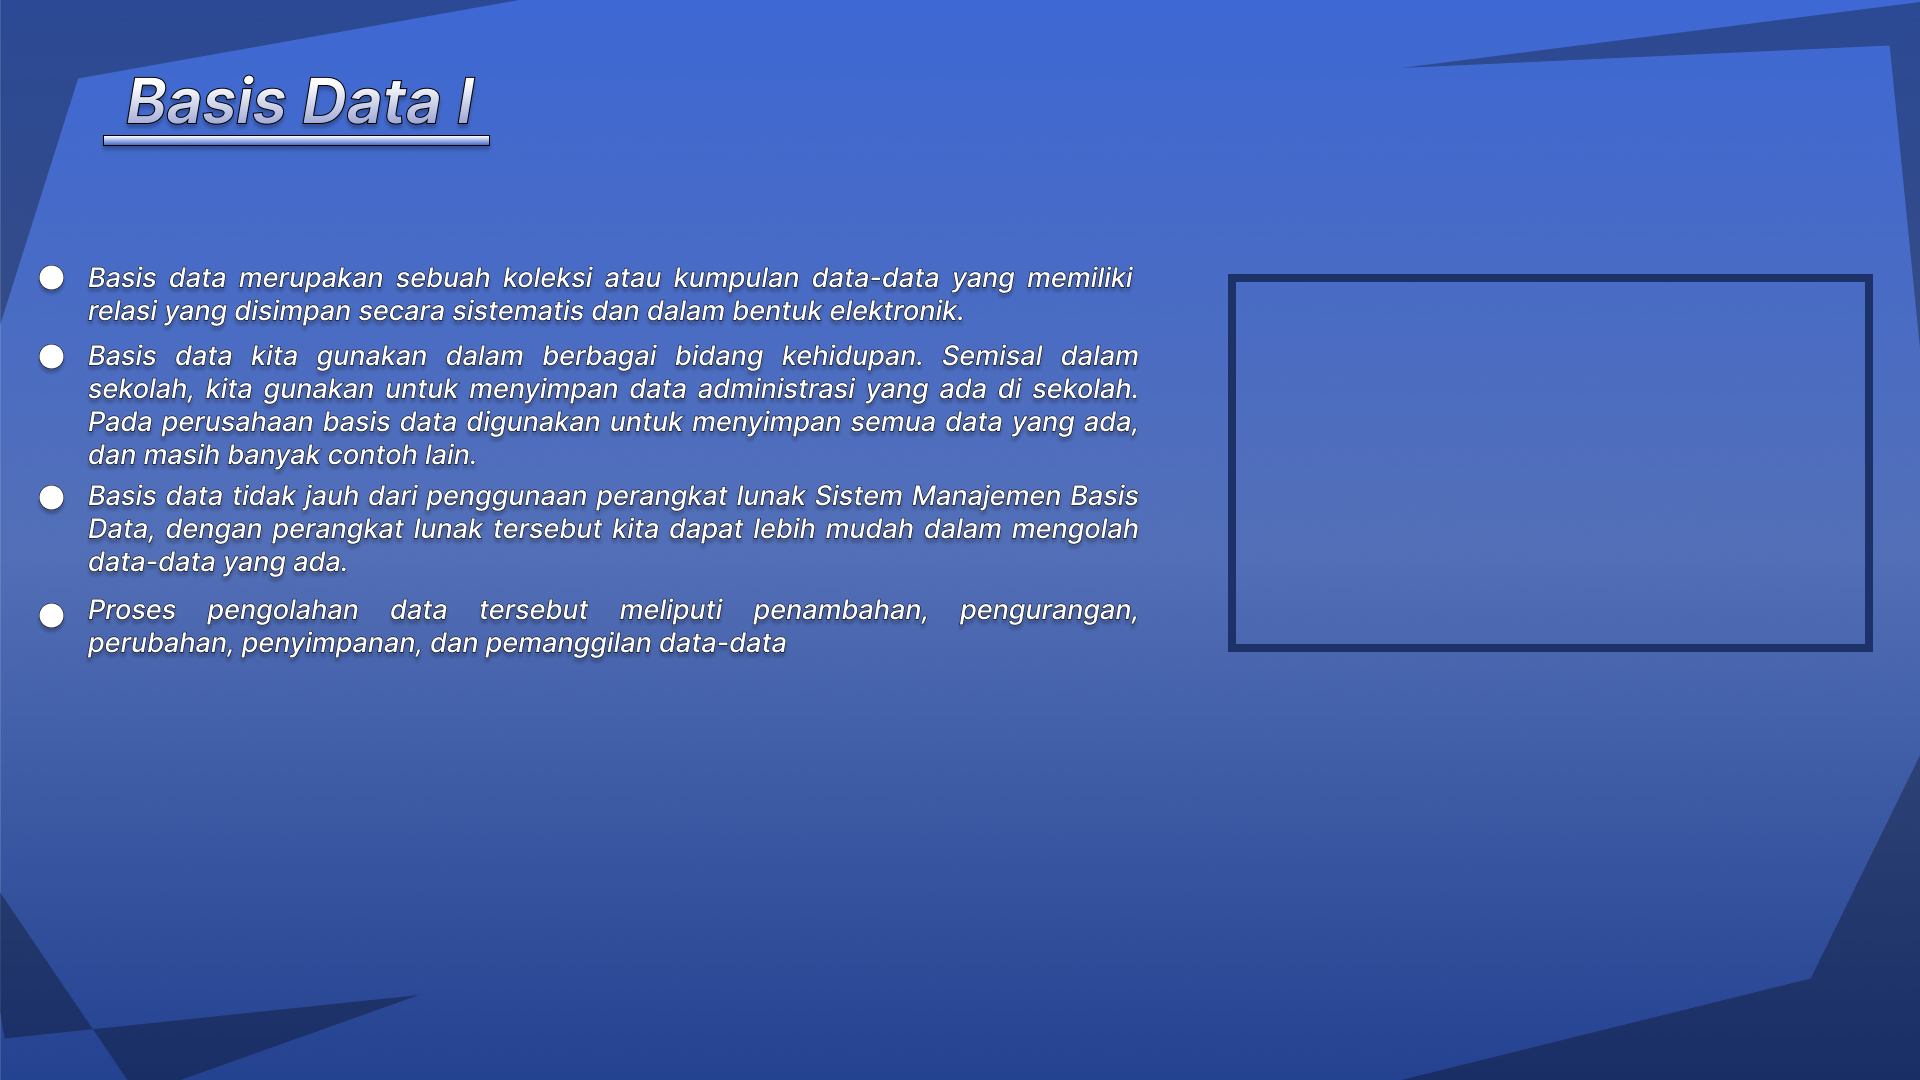 Basis Data I
Basis data merupakan sebuah koleksi atau kumpulan data-data yang memiliki
relasi yang disimpan secara sistematis dan dalam bentuk elektronik.
Basis data kita gunakan dalam berbagai bidang kehidupan. Semisal dalam
sekolah, kita gunakan untuk menyimpan data administrasi yang ada di sekolah.
Pada perusahaan basis data digunakan untuk menyimpan semua data yang ada,
dan masih banyak contoh lain.
Basis data tidak jauh dari penggunaan perangkat lunak Sistem Manajemen Basis
Data, dengan perangkat lunak tersebut kita dapat lebih mudah dalam mengolah
data-data yang ada.
Proses pengolahan data tersebut meliputi penambahan, pengurangan,
perubahan, penyimpanan, dan pemanggilan data-data